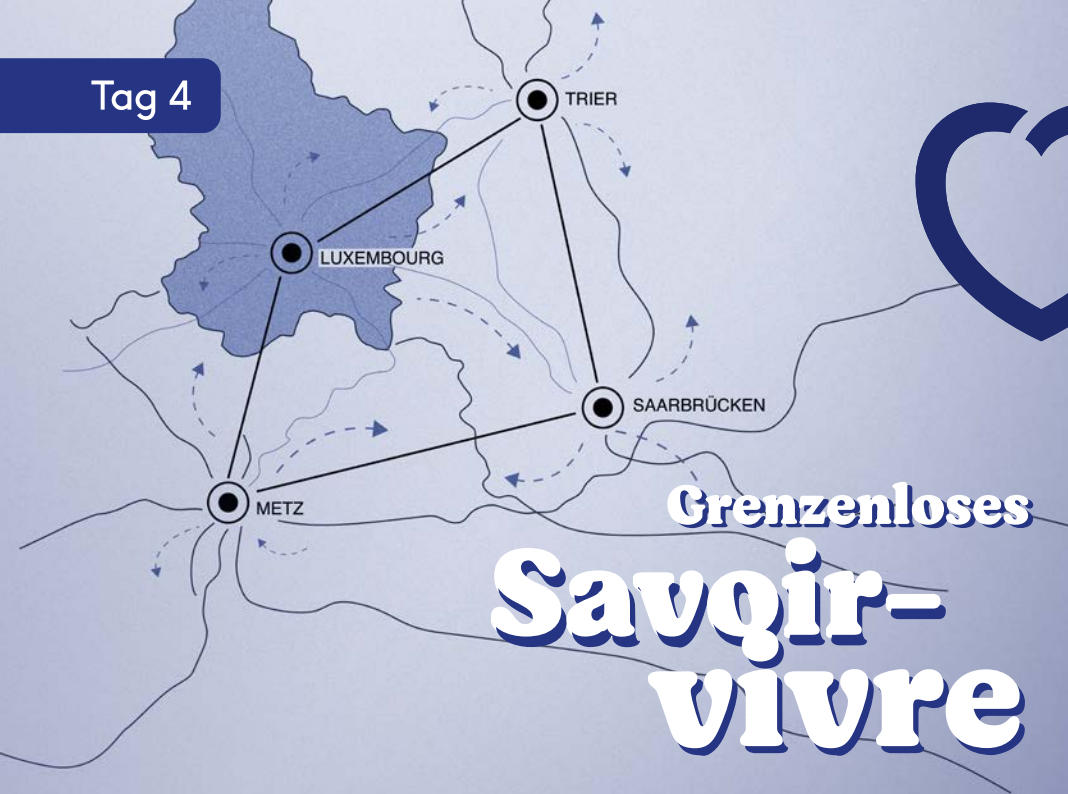 Tag 4
TRIER
LUXEMBOURG
SAARBRÜCKEN
METZ
Grenzenloses
Savoir-
vivre